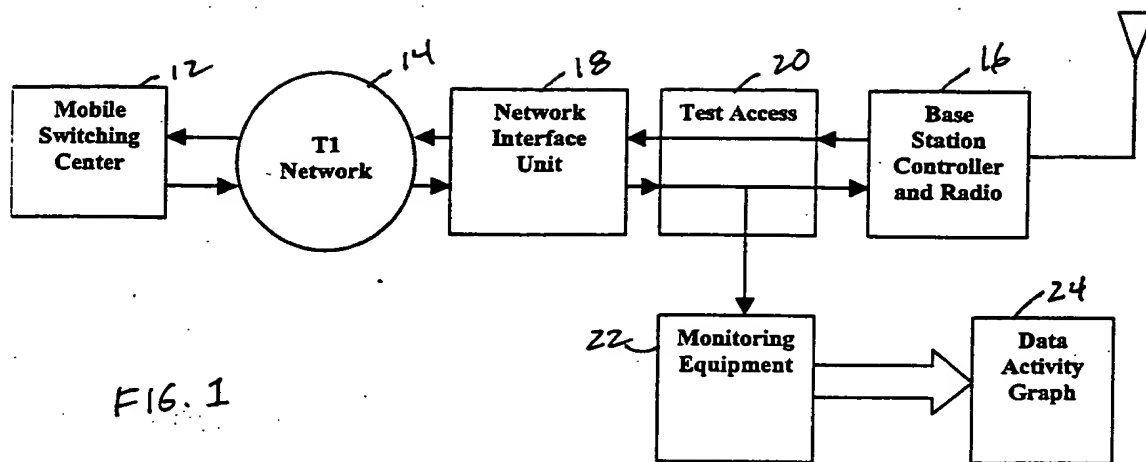 12
14
18
20
16
Mobile
Switching
Center
T1
Network
Network
Interface
Unit
Test Access
Base
Station
Controller
and Radio
22
Monitoring
Equipment
24
Data
Activity
Graph
FIG. 1